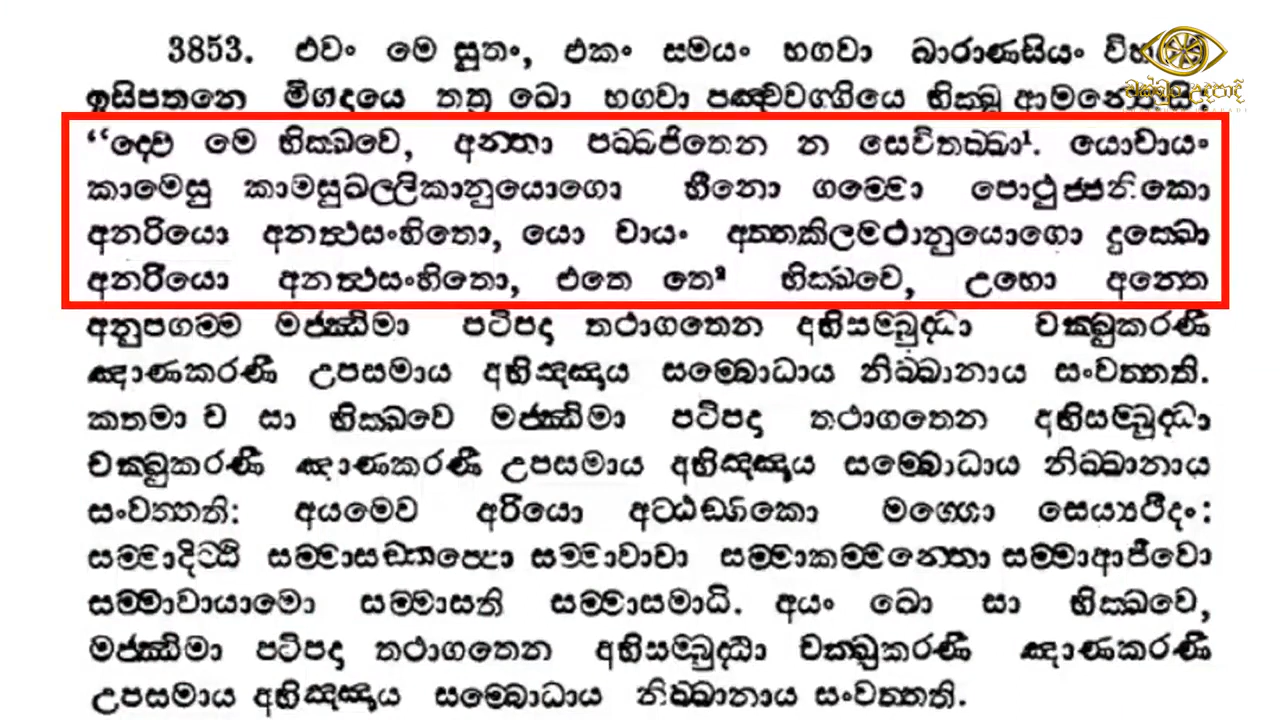 3853. එවං මෙ සුතං, එකං සමයං භගවා බාරාණසියං
ඉසිපතනෙ මිගදායෙ තත්‍ර ඛො භගවා පඤ්චවග්ගියෙ භික්ඛූ ආමන්තෙසි:
“ද්වෙ මෙ භික්ඛවෙ, අන්තා පබ්බජිතෙන න සෙවිතබ්බා¹. යොචායං
කාමෙසු කාමසුඛල්ලිකානුයොගො හීනො ගම්මො පොථුජ්ජනිකො
අනරියො අනත්ථසංහිතො, යො චායං අත්තකිලමථානුයොගො දුක්ඛො
අනරියො අනත්ථසංහිතො, එතෙ තෙ² භික්ඛවෙ, උභො අන්තෙ
අනුපගම්ම මජ්ඣිමා පටිපදා තථාගතෙන අභිසම්බුද්ධා චක්ඛුකරණී
ඤාණකරණී උපසමාය අභිඤ්ඤාය සම්බොධාය නිබ්බානාය සංවත්තති.
කතමා ච සා භික්ඛවෙ මජ්ඣිමා පටිපදා තථාගතෙන අභිසම්බුද්ධා
චක්ඛුකරණී ඤාණකරණී උපසමාය අභිඤ්ඤාය සම්බොධාය නිබ්බානාය
සංවත්තති: අයමෙව අරියො අට්ඨඞ්ගිකො මග්ගො සෙය්‍යථීදං:
සම්මාදිට්ඨි සම්මාසඞ්කප්පො සම්මාවාචා සම්මාකම්මන්තො සම්මාආජීවො
සම්මාවායාමො සම්මාසති සම්මාසමාධි. අයං ඛො සා භික්ඛවෙ,
මජ්ඣිමා පටිපදා තථාගතෙන අභිසම්බුද්ධා චක්ඛුකරණී ඤාණකරණී
උපසමාය අභිඤ්ඤාය සම්බොධාය නිබ්බානාය සංවත්තති.
චක්ඛුං උදපාදි